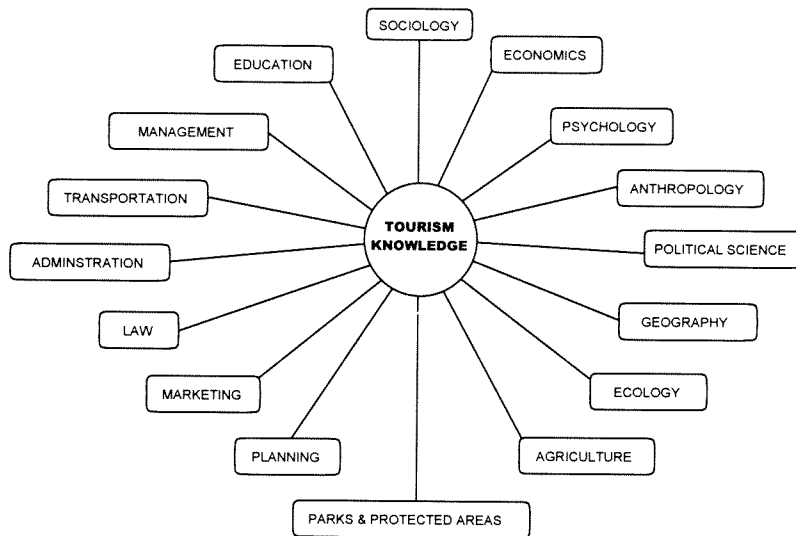 SOCIOLOGY
ECONOMICS
EDUCATION
PSYCHOLOGY
MANAGEMENT
ANTHROPOLOGY
TRANSPORTATION
TOURISM
KNOWLEDGE
POLITICAL SCIENCE
ADMINSTRATION
GEOGRAPHY
LAW
ECOLOGY
MARKETING
AGRICULTURE
PLANNING
PARKS & PROTECTED AREAS